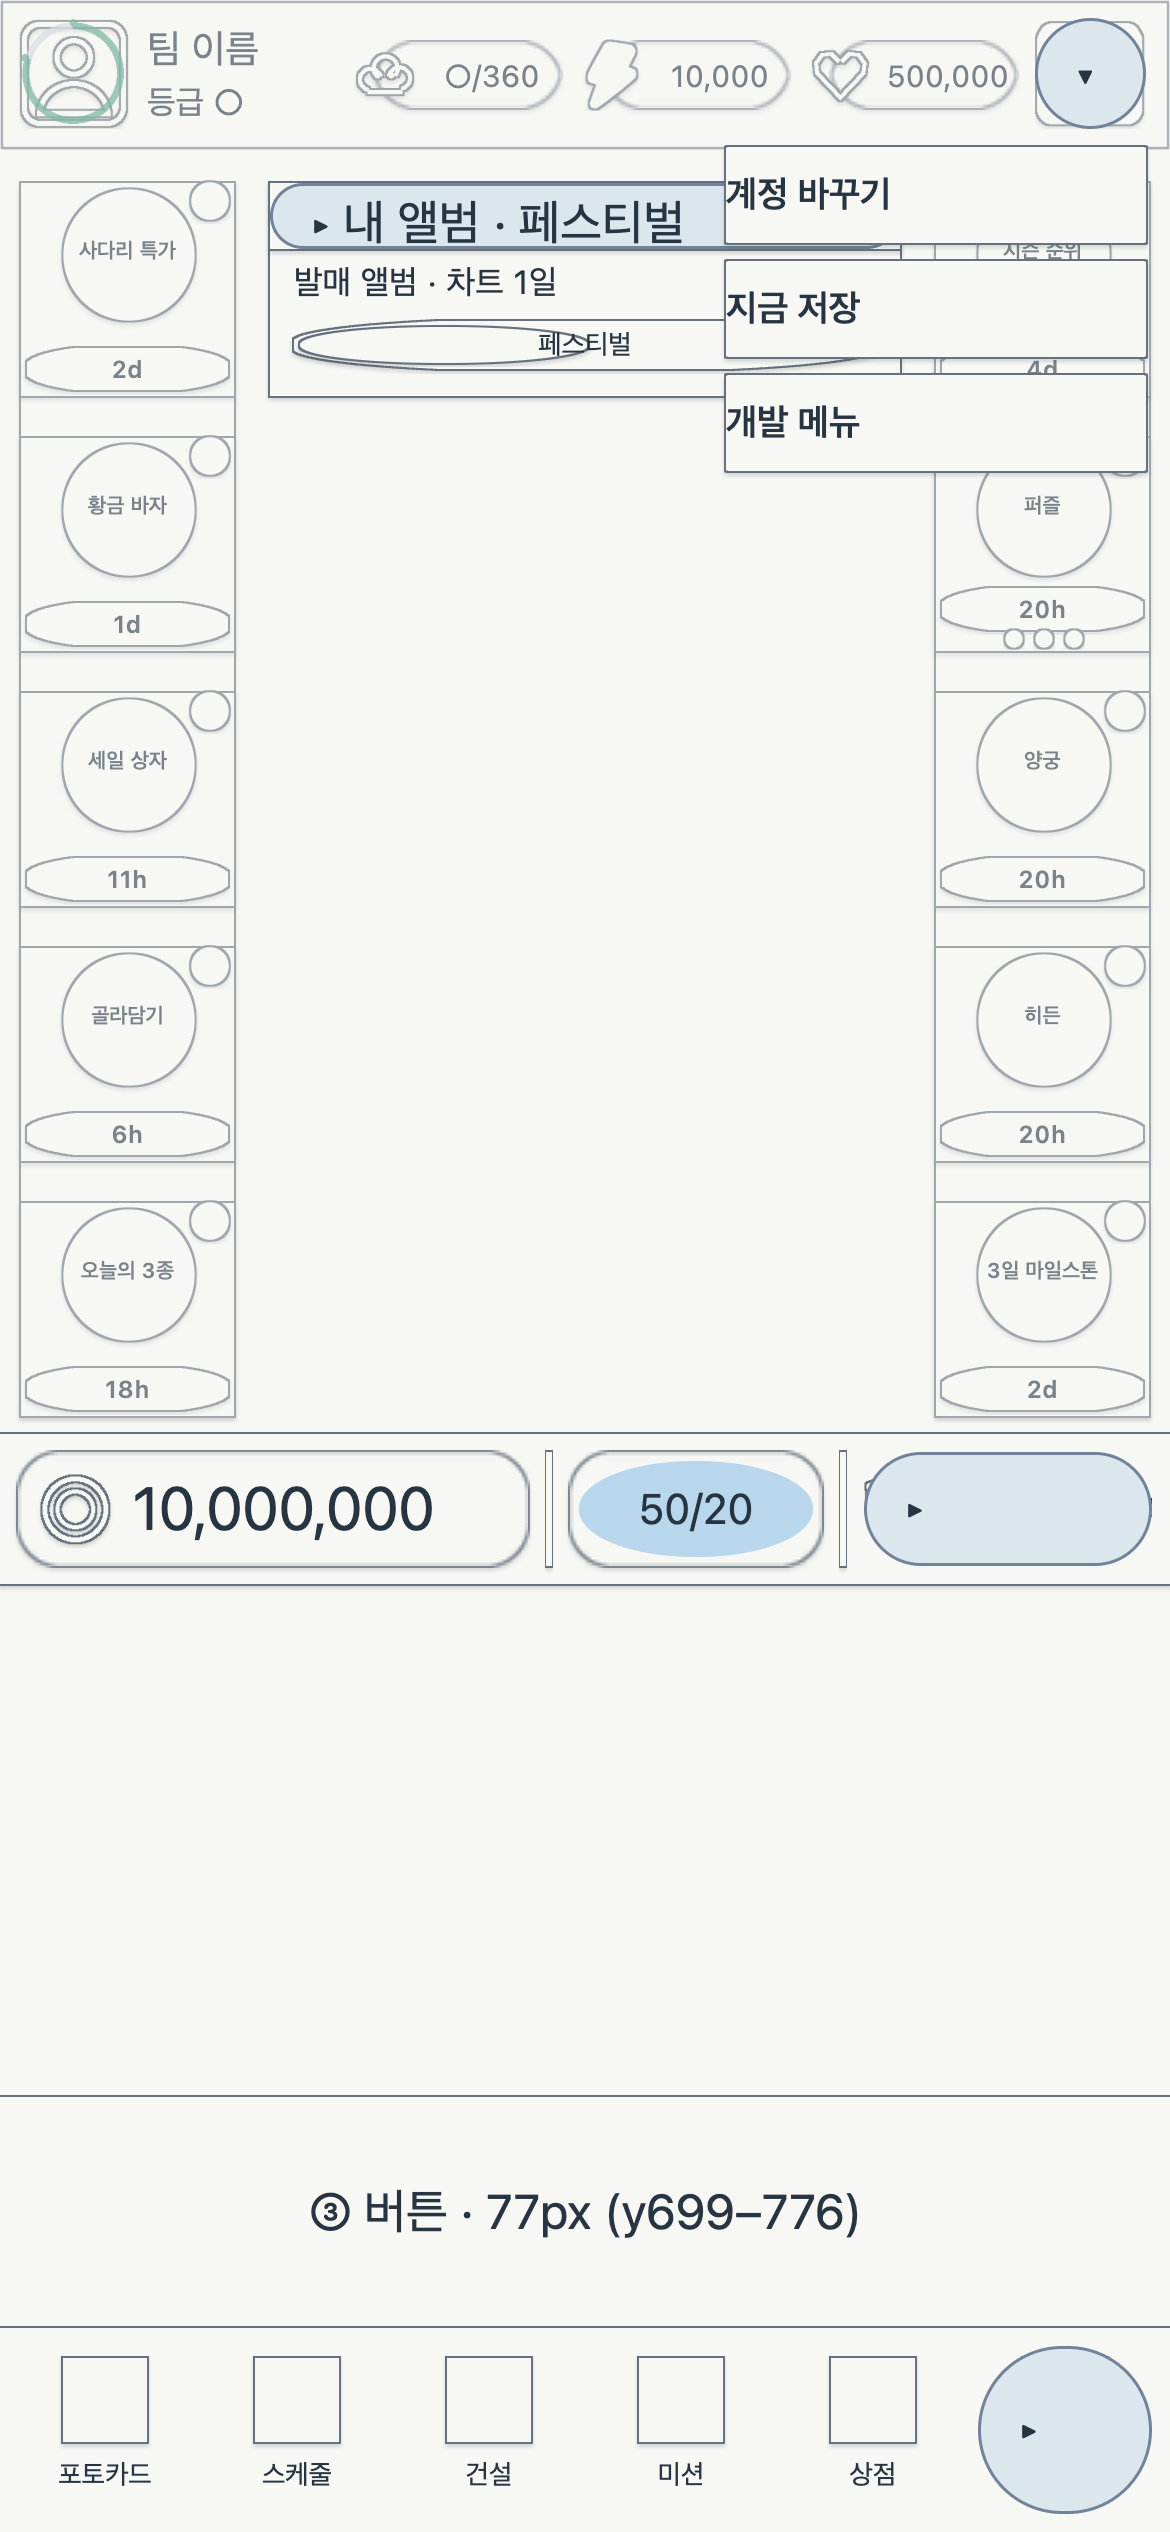 팀 이름
등급 ○
○/360
10,000
500,000
▼
계정 바꾸기
지금 저장
개발 메뉴
▸ 내 앨범 · 페스티벌
발매 앨범 · 차트 1일
페스티벌
사다리 특가
2d
황금 바자
1d
세일 상자
11h
골라담기
6h
오늘의 3종
18h
시즌 순위
4d
퍼즐
20h
양궁
20h
히든
20h
3일 마일스톤
2d
10,000,000
50/20
▸
③ 버튼 · 77px (y699–776)
포토카드
스케줄
건설
미션
상점
▸